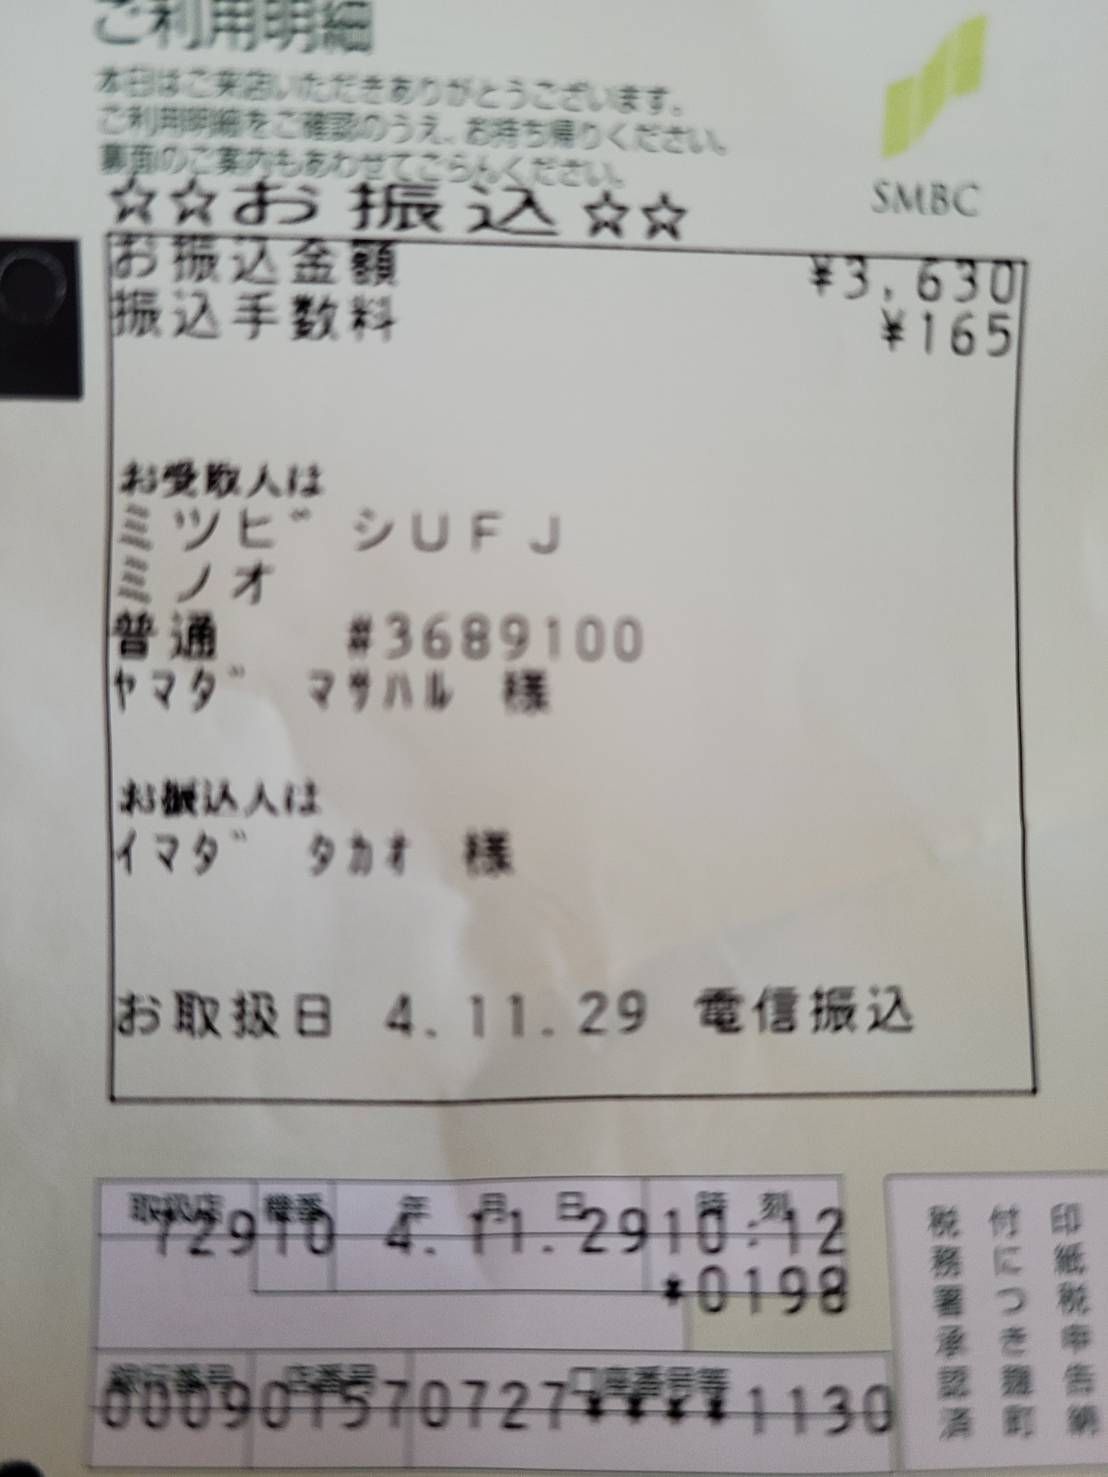 ご利用明細
本日はご来店いただきありがとうございます。
ご利用明細をご確認のうえ、お持ち帰りください。
裏面のご案内もあわせてごらんください。
SMBC
☆☆お振込☆☆
お振込金額 ¥3,630
振込手数料 ¥165
お受取人は
ミツビシUFJ
ミノオ
普通 #3689100
ヤマダ マサハル 様
お振込人は
イマダ タカオ 様
お取扱日 4.11.29 電信振込
取扱店 機番 年 月 日 時 刻
729 10 4.11.29 10:12
*0198
銀行番号 店番号 口座番号等
0009 015 70727****1130
印紙税申告納
付につき麹町
税務署承認済